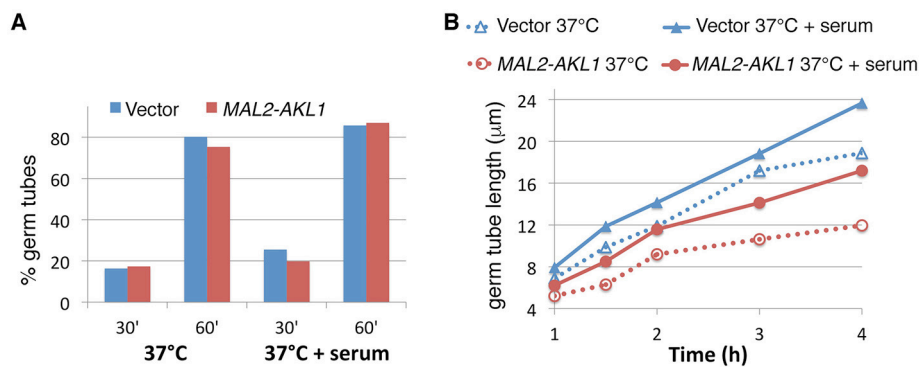 A
Vector MAL2-AKL1
% germ tubes
80
60
40
20
0
30' 60' 30' 60'
37°C 37°C + serum
B
Vector 37°C Vector 37°C + serum
MAL2-AKL1 37°C MAL2-AKL1 37°C + serum
germ tube length (μm)
24
20
16
12
8
4
1 2 3 4
Time (h)